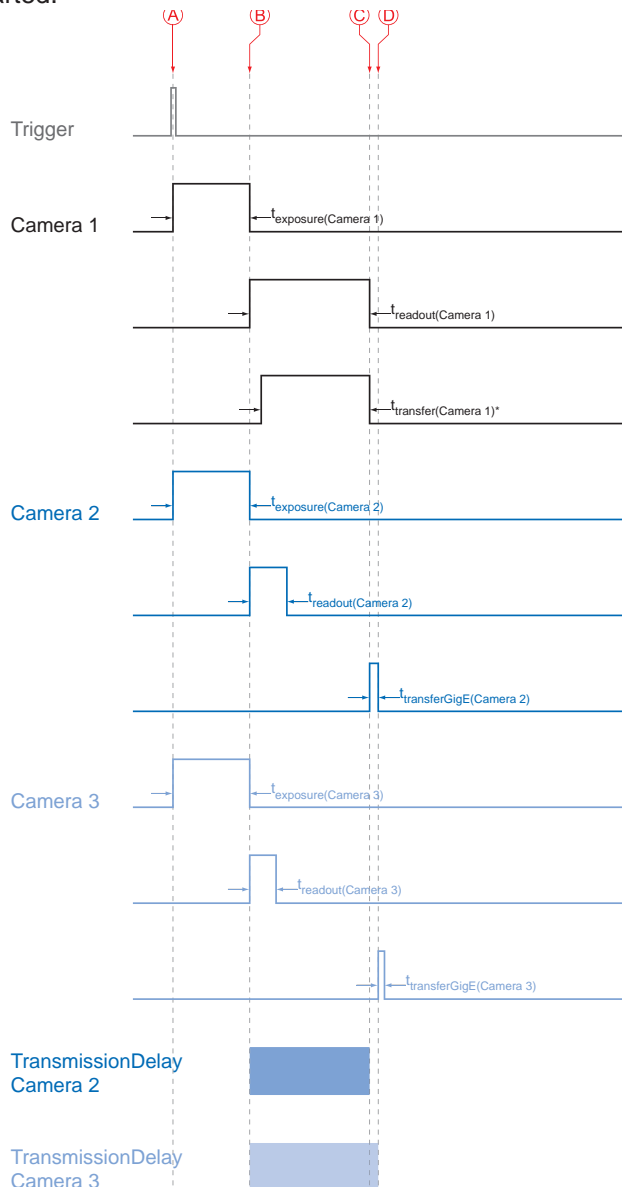 A B C D
Trigger
Camera 1
texposure(Camera 1)
treadout(Camera 1)
ttransfer(Camera 1)*
Camera 2
texposure(Camera 2)
treadout(Camera 2)
ttransferGigE(Camera 2)
Camera 3
texposure(Camera 3)
treadout(Camera 3)
ttransferGigE(Camera 3)
TransmissionDelay
Camera 2
TransmissionDelay
Camera 3